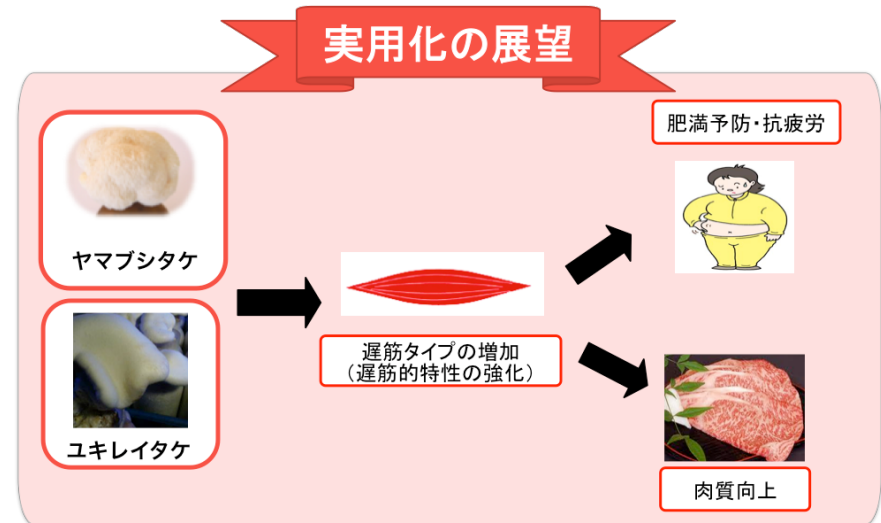 実用化の展望
ヤマブシタケ
ユキレイタケ
遅筋タイプの増加
（遅筋的特性の強化）
肥満予防・抗疲労
肉質向上